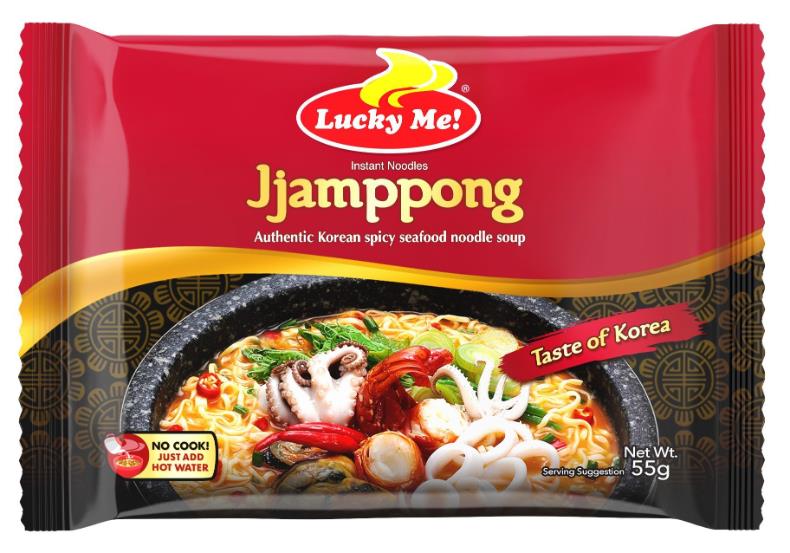 Lucky Me!®
Instant Noodles
Jjamppong
Authentic Korean spicy seafood noodle soup
Taste of Korea
NO COOK!
JUST ADD
HOT WATER
Net Wt.
Serving Suggestion 55g